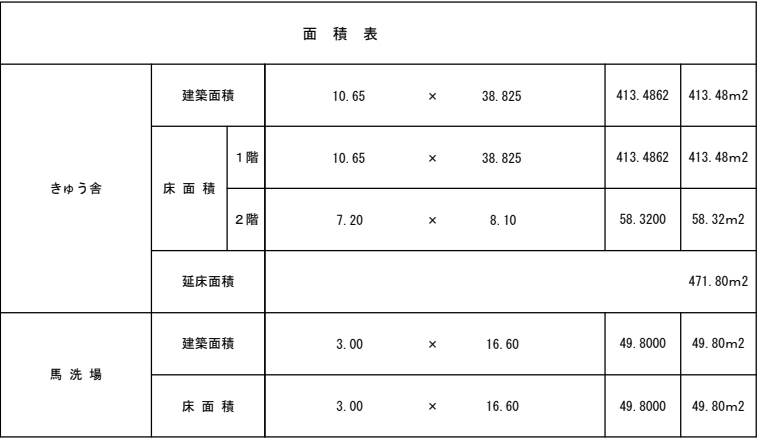 面 積 表
きゅう舎 建築面積 10.65 × 38.825 413.4862 413.48m2
床 面 積 1階 10.65 × 38.825 413.4862 413.48m2
2階 7.20 × 8.10 58.3200 58.32m2
延床面積 471.80m2
馬 洗 場 建築面積 3.00 × 16.60 49.8000 49.80m2
床 面 積 3.00 × 16.60 49.8000 49.80m2